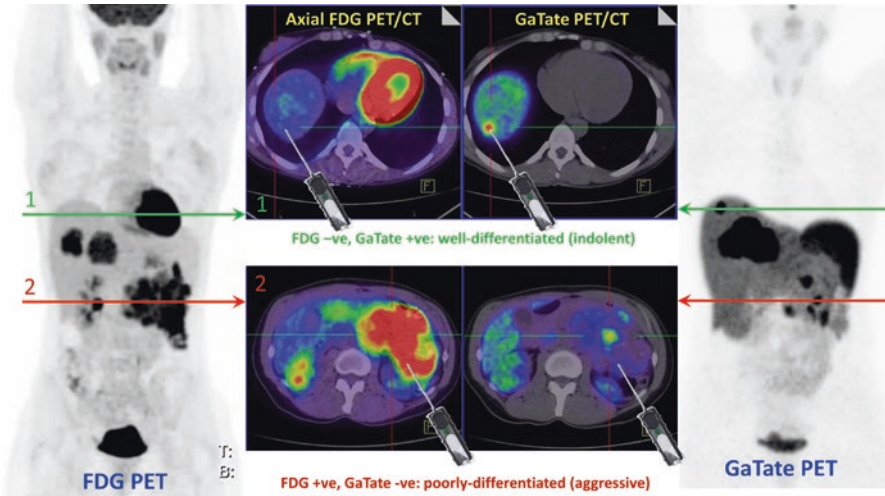 Axial FDG PET/CT
GaTate PET/CT
F
F
1
1
FDG –ve, GaTate +ve: well-differentiated (indolent)
2
2
F
F
T:
B:
FDG PET
GaTate PET
FDG +ve, GaTate -ve: poorly-differentiated (aggressive)